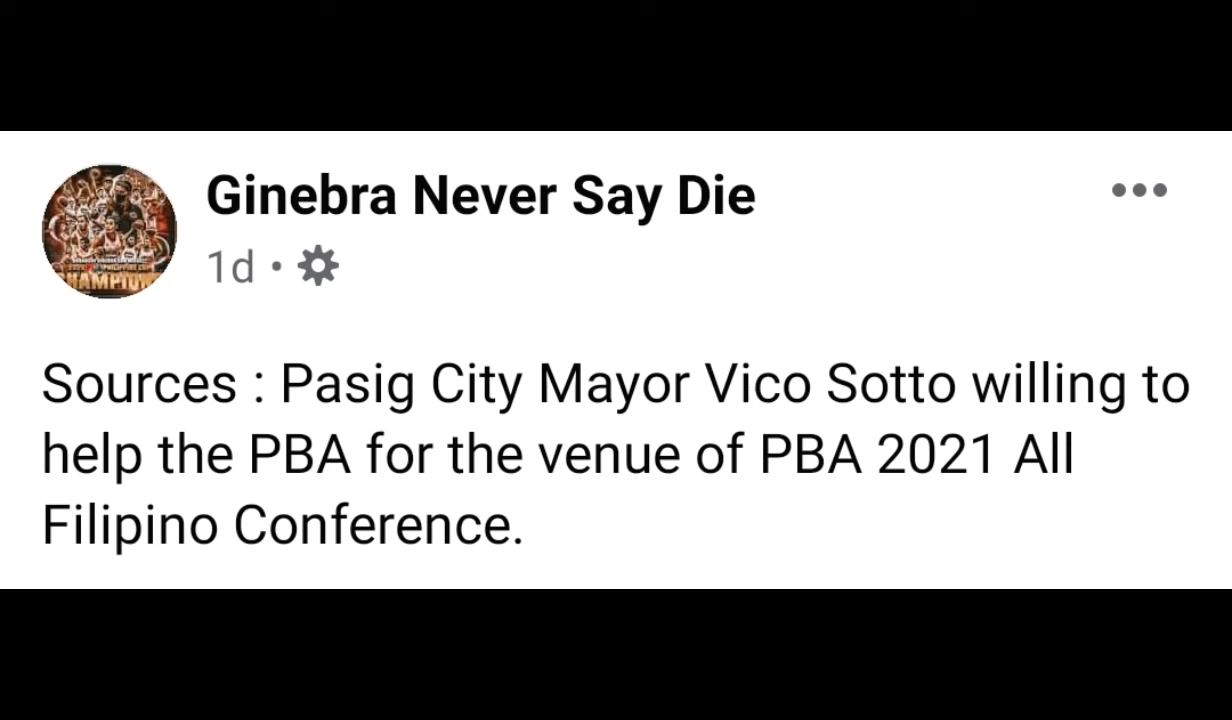 Ginebra Never Say Die
1d •
Sources : Pasig City Mayor Vico Sotto willing to
help the PBA for the venue of PBA 2021 All
Filipino Conference.